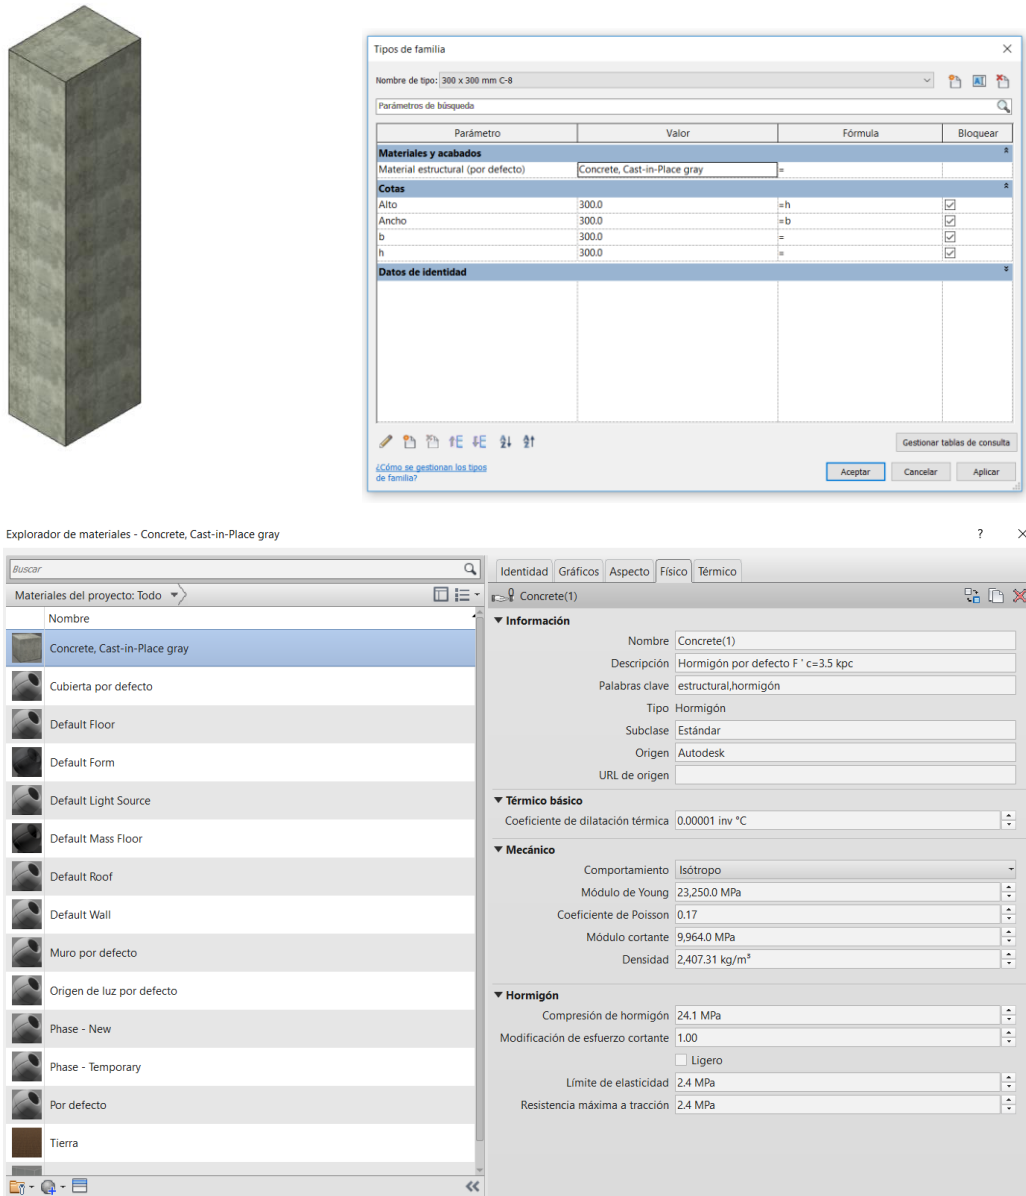 Tipos de familia
Nombre de tipo: 300 x 300 mm C-8
Parámetros de búsqueda
Parámetro Valor Fórmula Bloquear
Materiales y acabados
Material estructural (por defecto) Concrete, Cast-in-Place gray =
Cotas
Alto 300.0 =h
Ancho 300.0 =b
b 300.0 =
h 300.0 =
Datos de identidad
Gestionar tablas de consulta
¿Cómo se gestionan los tipos
de familia?
Aceptar Cancelar Aplicar
Explorador de materiales - Concrete, Cast-in-Place gray ?
Buscar
Materiales del proyecto: Todo
Nombre
Concrete, Cast-in-Place gray
Cubierta por defecto
Default Floor
Default Form
Default Light Source
Default Mass Floor
Default Roof
Default Wall
Muro por defecto
Origen de luz por defecto
Phase - New
Phase - Temporary
Por defecto
Tierra
Identidad Gráficos Aspecto Físico Térmico
Concrete(1)
Información
Nombre Concrete(1)
Descripción Hormigón por defecto F ' c=3.5 kpc
Palabras clave estructural,hormigón
Tipo Hormigón
Subclase Estándar
Origen Autodesk
URL de origen
Térmico básico
Coeficiente de dilatación térmica 0.00001 inv °C
Mecánico
Comportamiento Isótropo
Módulo de Young 23,250.0 MPa
Coeficiente de Poisson 0.17
Módulo cortante 9,964.0 MPa
Densidad 2,407.31 kg/m³
Hormigón
Compresión de hormigón 24.1 MPa
Modificación de esfuerzo cortante 1.00
Ligero
Límite de elasticidad 2.4 MPa
Resistencia máxima a tracción 2.4 MPa